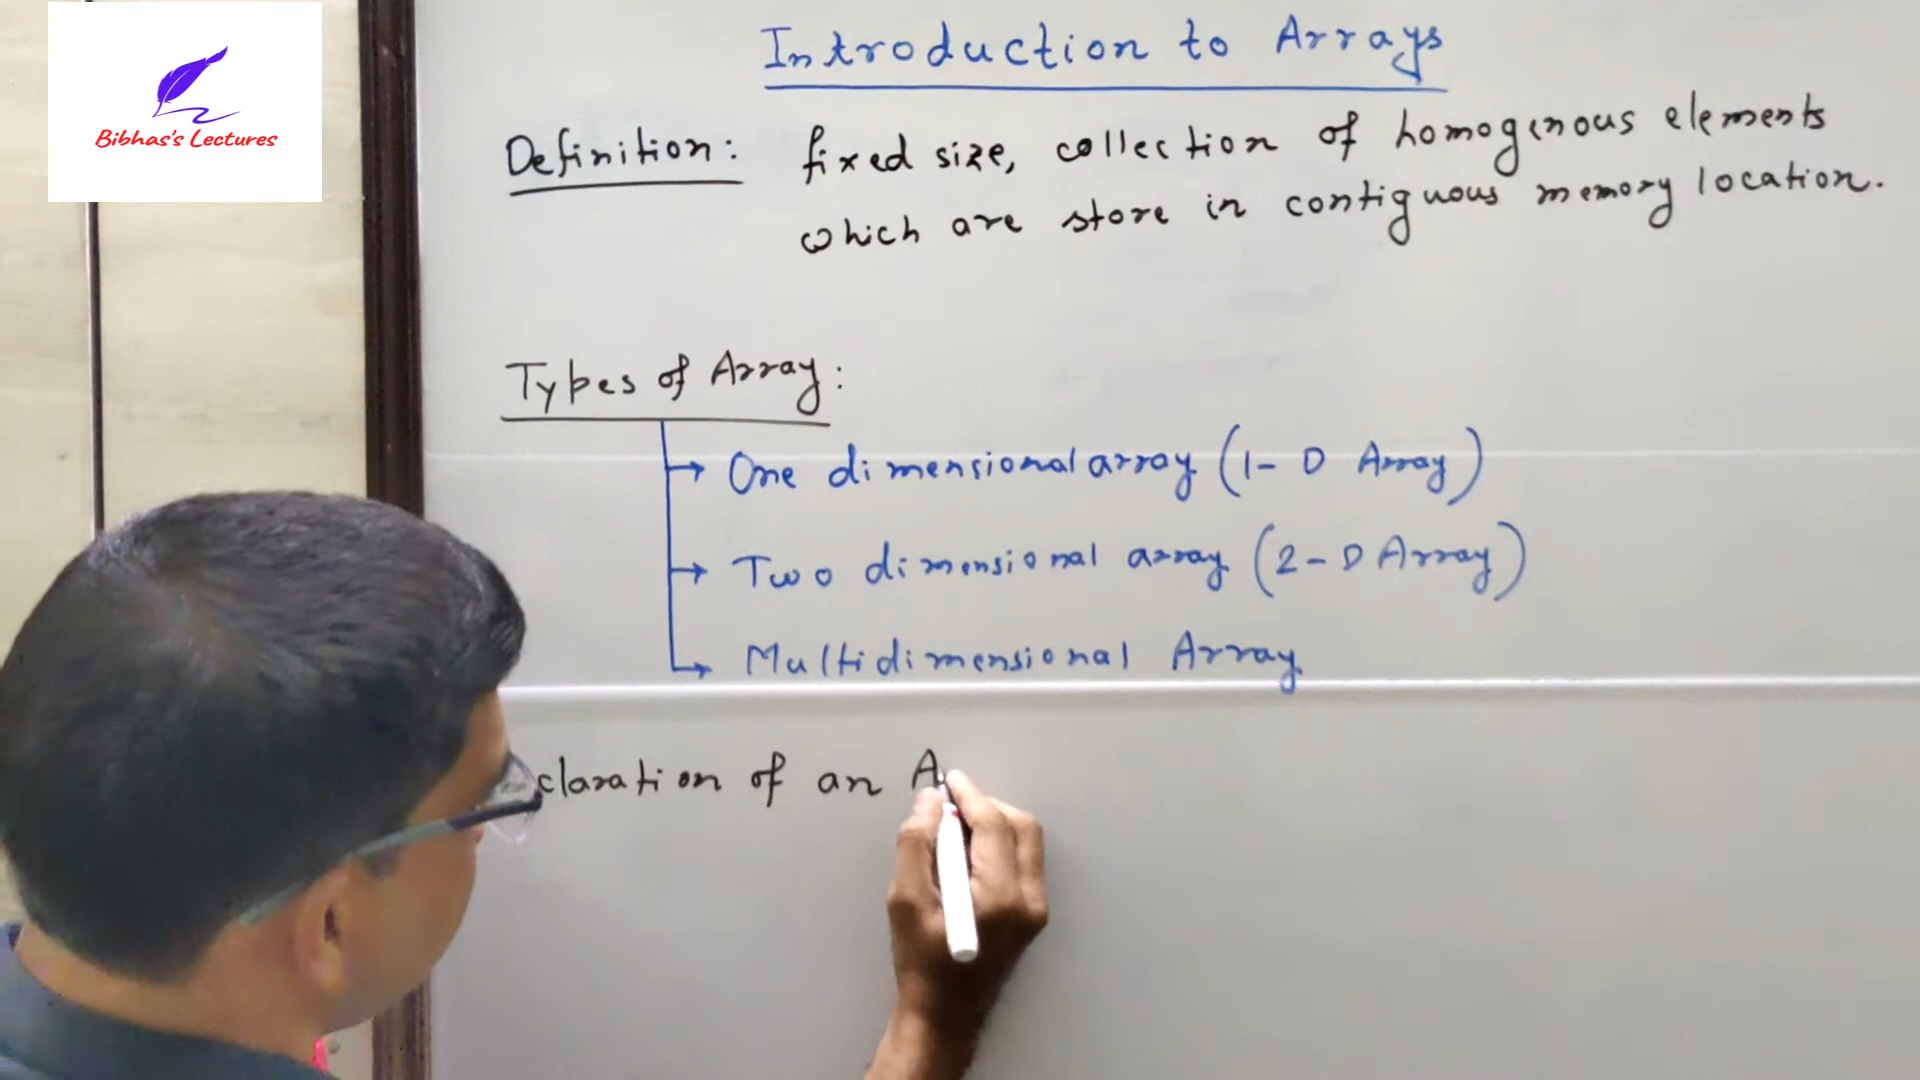 Bibhas's Lectures
Introduction to Arrays
Definition: fixed size, collection of homogenous elements
which are store in contiguous memory location.
Types of Array:
One dimensional array (1-D Array)
Two dimensional array (2-D Array)
Multidimensional Array
claration of an A